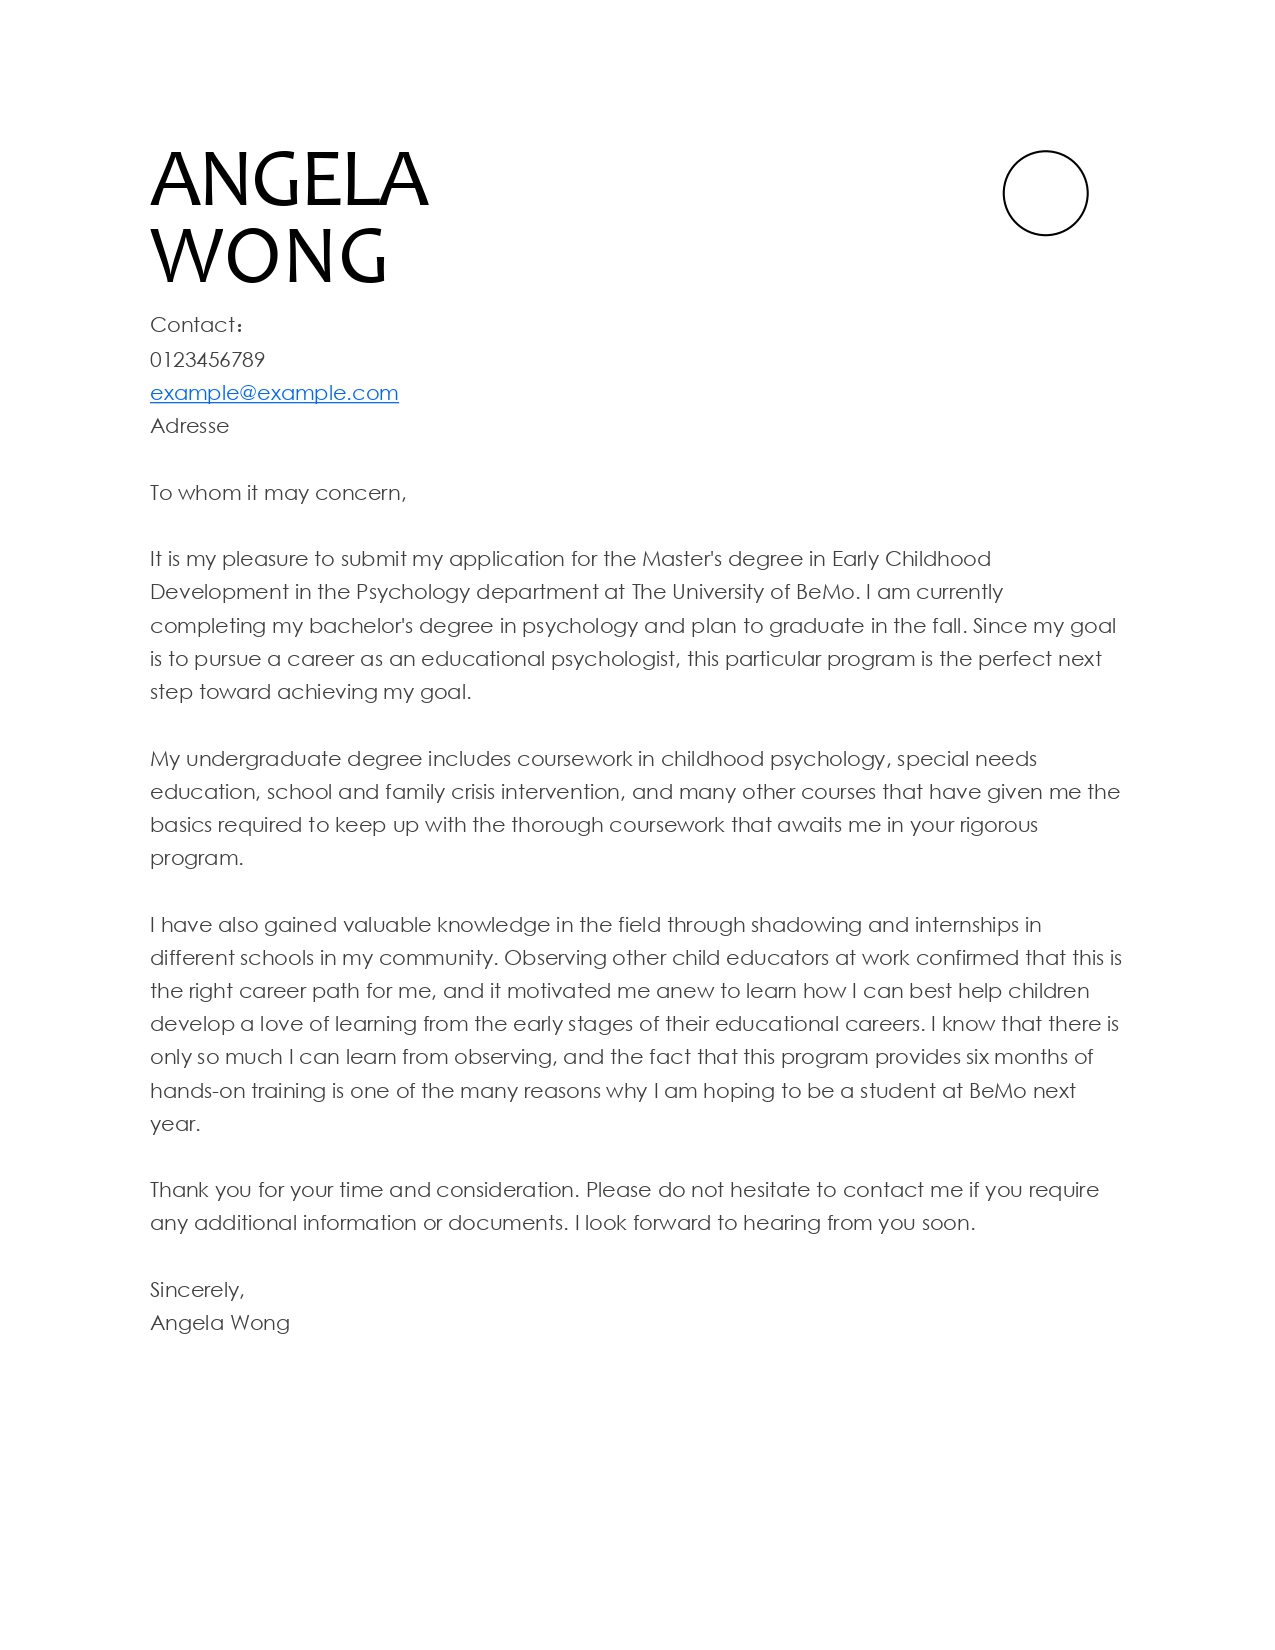 ANGELA
WONG
Contact：
0123456789
example@example.com
Adresse
To whom it may concern,
It is my pleasure to submit my application for the Master's degree in Early Childhood
Development in the Psychology department at The University of BeMo. I am currently
completing my bachelor's degree in psychology and plan to graduate in the fall. Since my goal
is to pursue a career as an educational psychologist, this particular program is the perfect next
step toward achieving my goal.
My undergraduate degree includes coursework in childhood psychology, special needs
education, school and family crisis intervention, and many other courses that have given me the
basics required to keep up with the thorough coursework that awaits me in your rigorous
program.
I have also gained valuable knowledge in the field through shadowing and internships in
different schools in my community. Observing other child educators at work confirmed that this is
the right career path for me, and it motivated me anew to learn how I can best help children
develop a love of learning from the early stages of their educational careers. I know that there is
only so much I can learn from observing, and the fact that this program provides six months of
hands-on training is one of the many reasons why I am hoping to be a student at BeMo next
year.
Thank you for your time and consideration. Please do not hesitate to contact me if you require
any additional information or documents. I look forward to hearing from you soon.
Sincerely,
Angela Wong